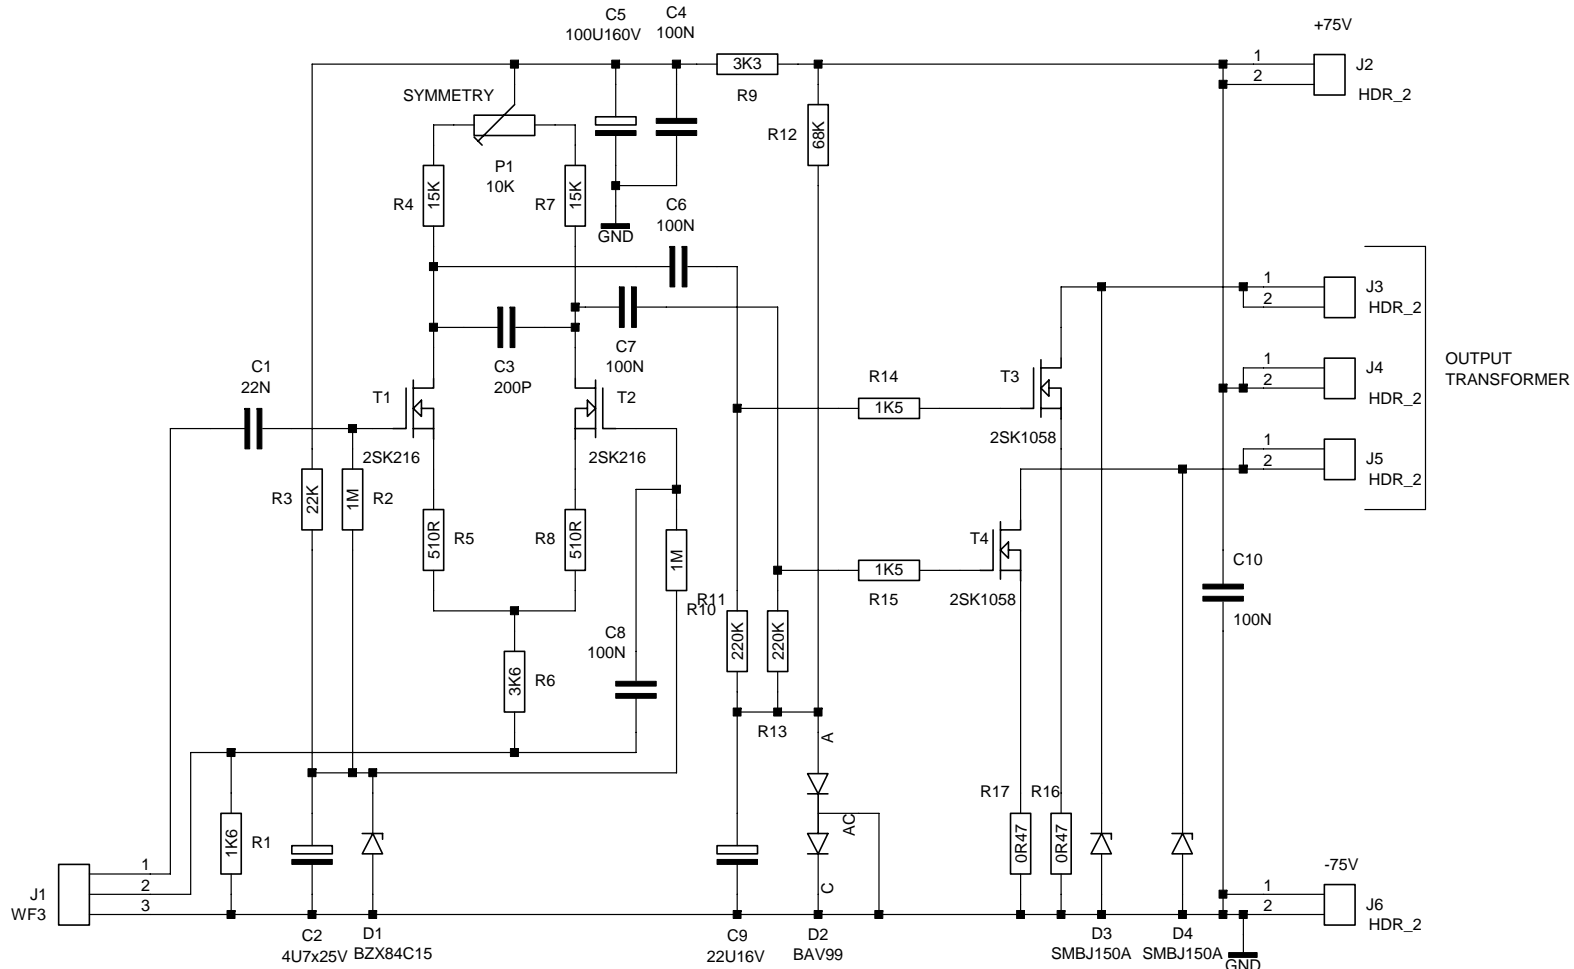 C5
100U160V
C4
100N
+75V
1
2
J2
HDR_2
3K3
R9
SYMMETRY
R12
68K
P1
10K
R4
15K
R7
15K
C6
100N
GND
1
2
J3
HDR_2
C7
100N
C3
200P
C1
22N
T1
T2
R14
1K5
T3
1
2
J4
HDR_2
OUTPUT
TRANSFORMER
2SK216
2SK216
2SK1058
1
2
J5
HDR_2
R3
22K
1M
R2
510R
R5
R8
510R
1M
T4
1K5
R15
2SK1058
C10
100N
R11
R10
C8
100N
220K
220K
3K6
R6
R13
A
AC
C
R17
R16
0R47
0R47
1K6
R1
J1
WF3
1
2
3
-75V
1
2
J6
HDR_2
C2
4U7x25V
D1
BZX84C15
C9
22U16V
D2
BAV99
D3
SMBJ150A
D4
SMBJ150A
GND